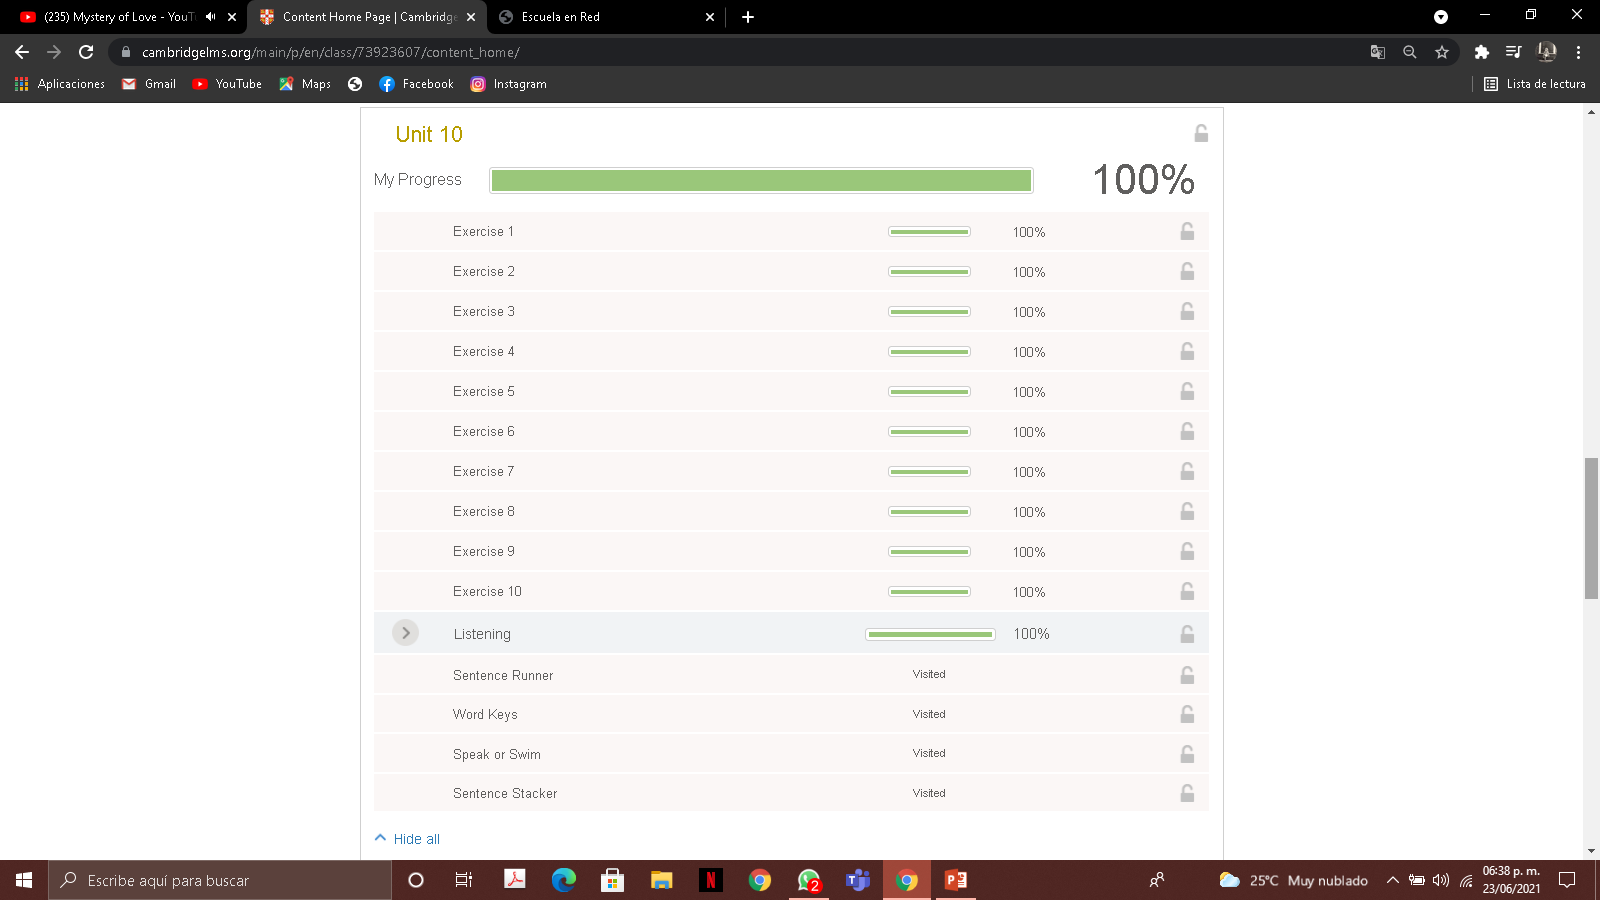 (235) Mystery of Love - YouT
Content Home Page | Cambridge
Escuela en Red
cambridgelms.org/main/p/en/class/73923607/content_home/
Aplicaciones
Gmail
YouTube
Maps
Facebook
Instagram
Lista de lectura
Unit 10
My Progress
100%
Exercise 1
100%
Exercise 2
100%
Exercise 3
100%
Exercise 4
100%
Exercise 5
100%
Exercise 6
100%
Exercise 7
100%
Exercise 8
100%
Exercise 9
100%
Exercise 10
100%
Listening
100%
Sentence Runner
Visited
Word Keys
Visited
Speak or Swim
Visited
Sentence Stacker
Visited
Hide all
Escribe aquí para buscar
2
25°C Muy nublado
06:38 p. m.
23/06/2021